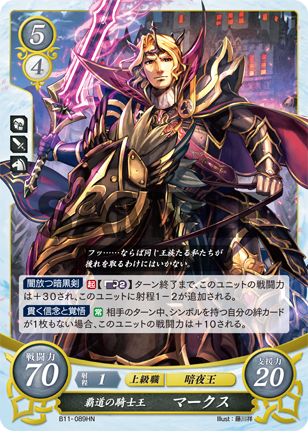 5
4
フッ……ならば同じ王族たる私たちが
後れを取るわけにはいかない。
闇放つ暗黒剣 起【2】ターン終了まで、このユニットの戦闘力
は＋30され、このユニットに射程1－2が追加される。
貫く信念と覚悟 常 相手のターン中、シンボルを持つ自分の絆カード
が1枚もない場合、このユニットの戦闘力は＋10される。
戦闘力 70
射程 1
上級職
暗夜王
支援力 20
覇道の騎士王 マークス
B11-089HN
Illust：藤川祥